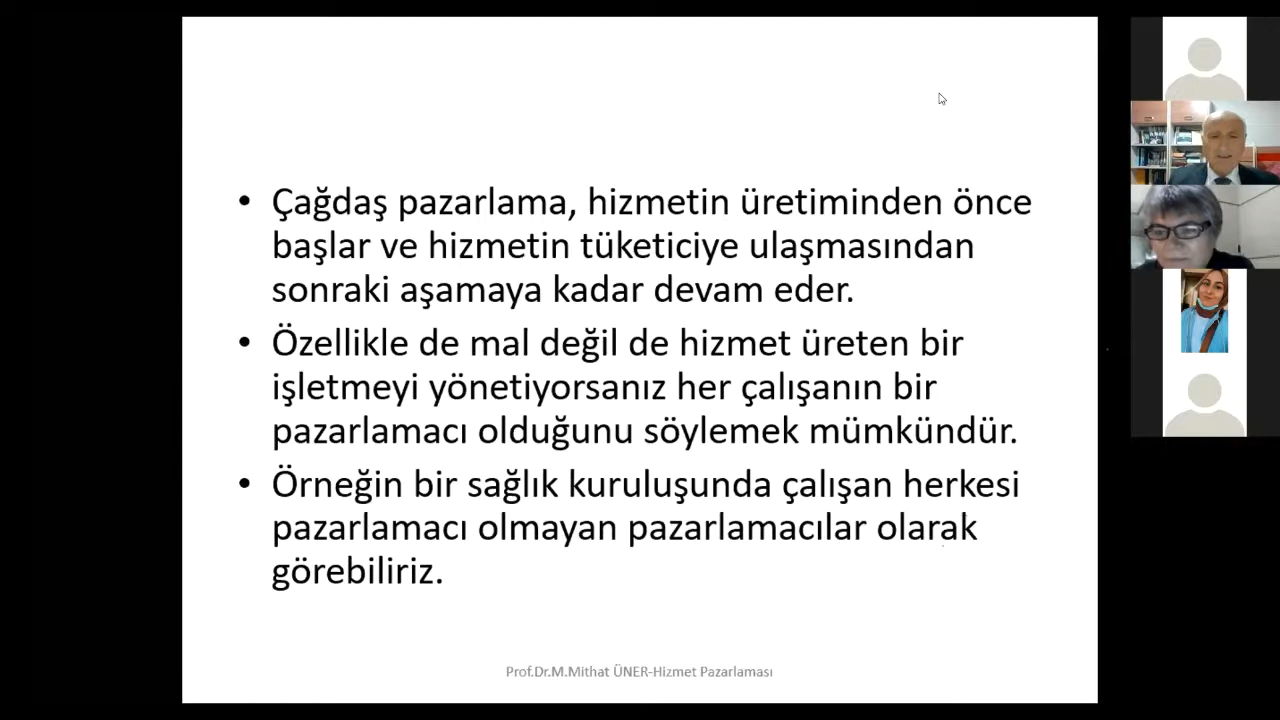 • Çağdaş pazarlama, hizmetin üretiminden önce
başlar ve hizmetin tüketiciye ulaşmasından
sonraki aşamaya kadar devam eder.
• Özellikle de mal değil de hizmet üreten bir
işletmeyi yönetiyorsanız her çalışanın bir
pazarlamacı olduğunu söylemek mümkündür.
• Örneğin bir sağlık kuruluşunda çalışan herkesi
pazarlamacı olmayan pazarlamacılar olarak
görebiliriz.
Prof.Dr.M.Mithat ÜNER-Hizmet Pazarlaması